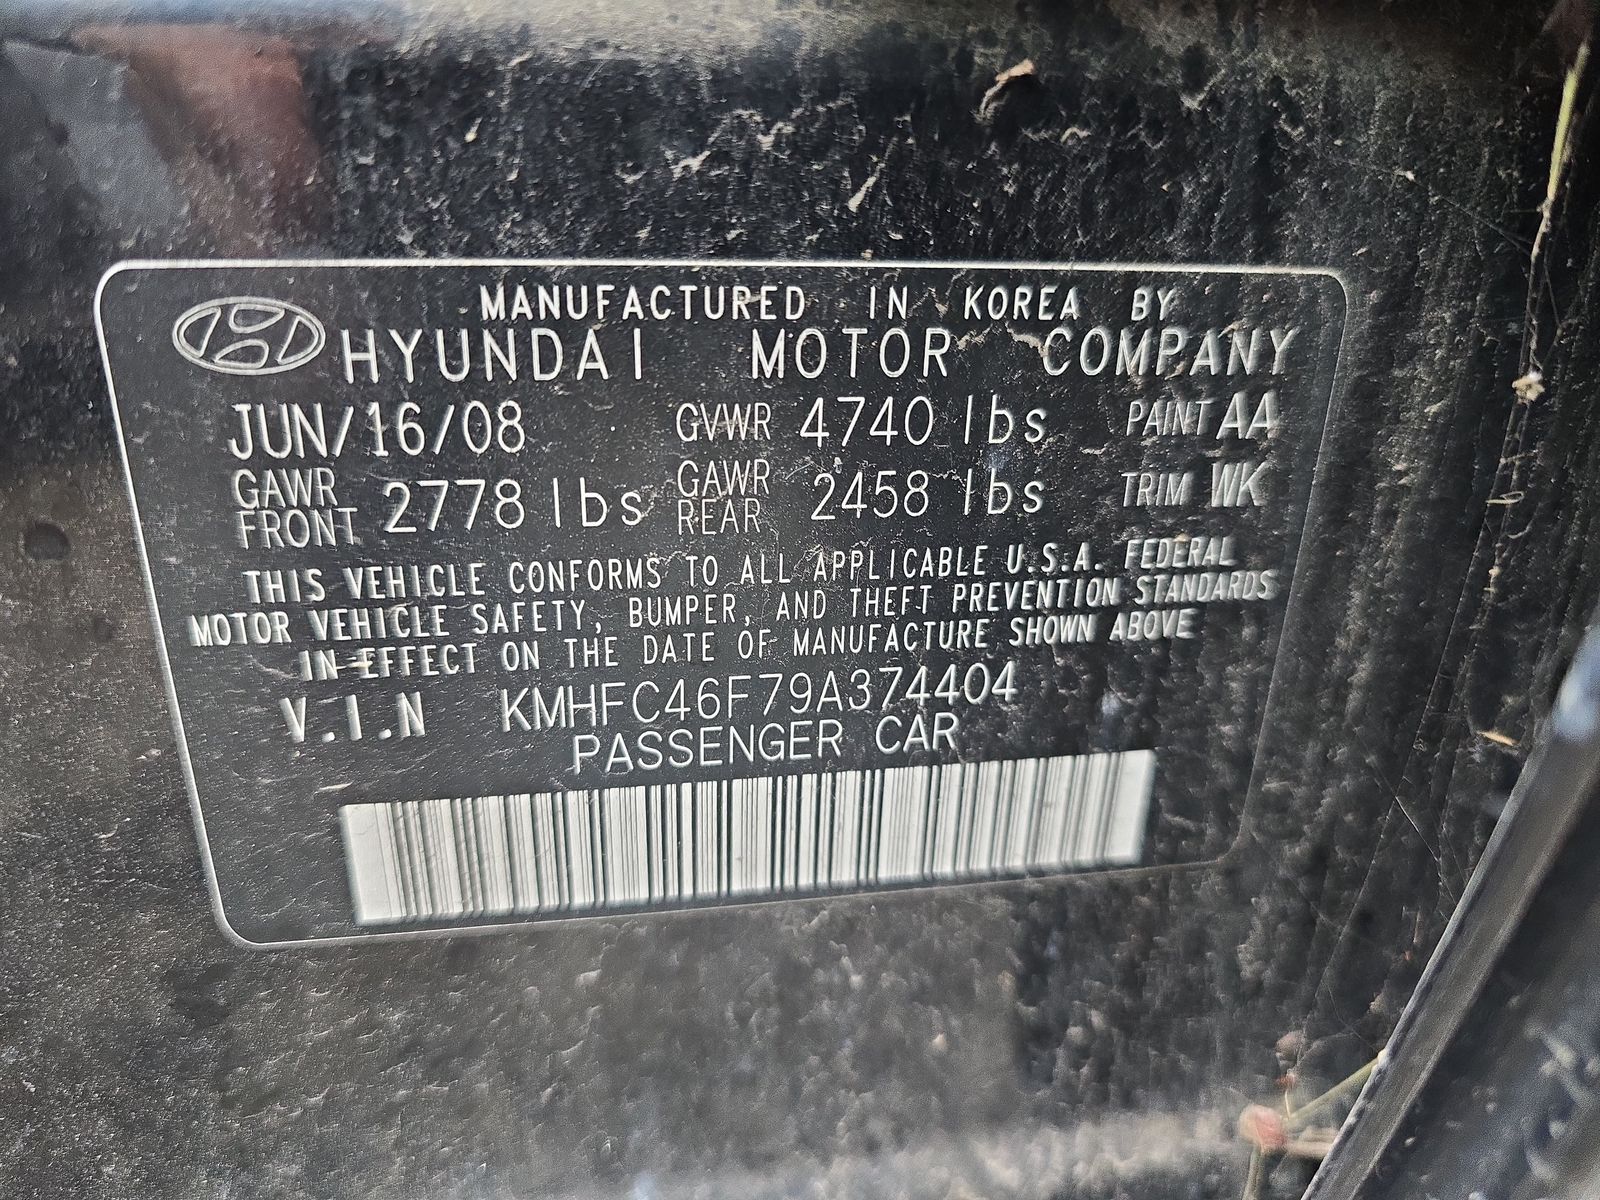 MANUFACTURED IN KOREA BY
HYUNDAI MOTOR COMPANY
JUN/16/08 GVWR 4740 lbs PAINT AA
GAWR FRONT 2778 lbs GAWR REAR 2458 lbs TRIM WK
THIS VEHICLE CONFORMS TO ALL APPLICABLE U.S.A. FEDERAL
MOTOR VEHICLE SAFETY, BUMPER, AND THEFT PREVENTION STANDARDS
IN EFFECT ON THE DATE OF MANUFACTURE SHOWN ABOVE
V.I.N KMHFC46F79A374404
PASSENGER CAR